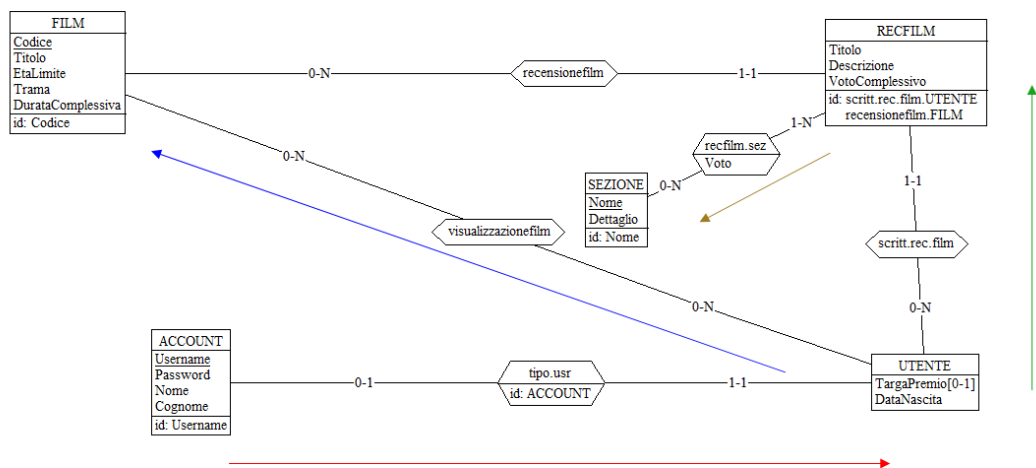 FILM
Codice
Titolo
EtaLimite
Trama
DurataComplessiva
id: Codice
0-N
recensionefilm
1-1
RECFILM
Titolo
Descrizione
VotoComplessivo
id: scritt.rec.film.UTENTE
recensionefilm.FILM
1-N
recfilm.sez
Voto
0-N
SEZIONE
Nome
Dettaglio
id: Nome
0-N
visualizzazionefilm
0-N
1-1
scritt.rec.film
0-N
ACCOUNT
Username
Password
Nome
Cognome
id: Username
0-1
tipo.usr
id: ACCOUNT
1-1
UTENTE
TargaPremio[0-1]
DataNascita